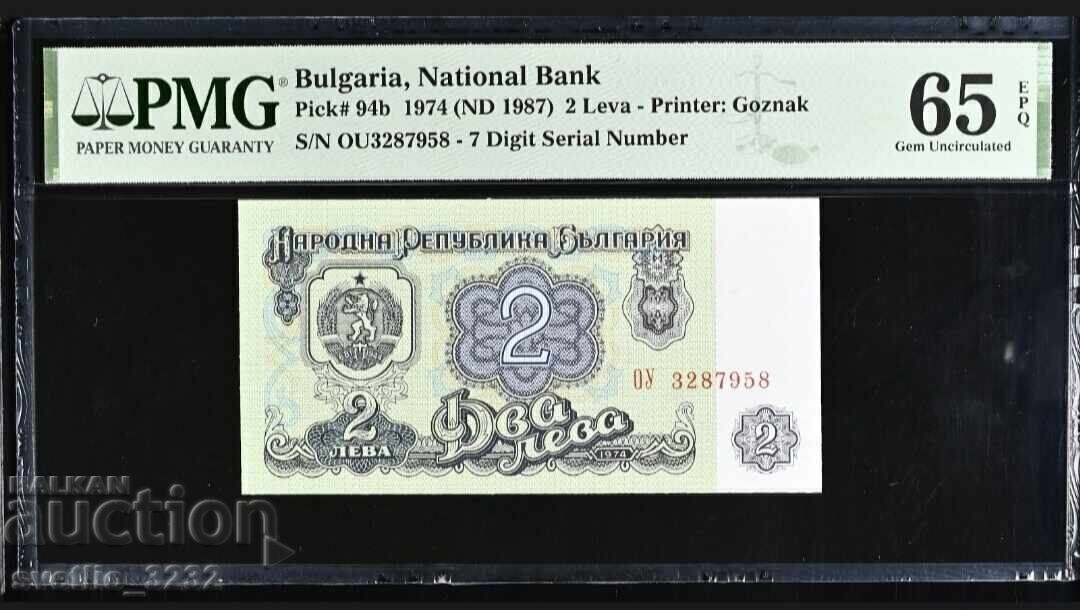 PMG®
PAPER MONEY GUARANTY
Bulgaria, National Bank
Pick# 94b 1974 (ND 1987) 2 Leva - Printer: Goznak
S/N OU3287958 - 7 Digit Serial Number
65 EPQ
Gem Uncirculated
НАРОДНА РЕПУБЛИКА БЪЛГАРИЯ
2
ОУ 3287958
2
ЛЕВА
Два
лева
1974
2
BALKAN
auction
svetlio_3232